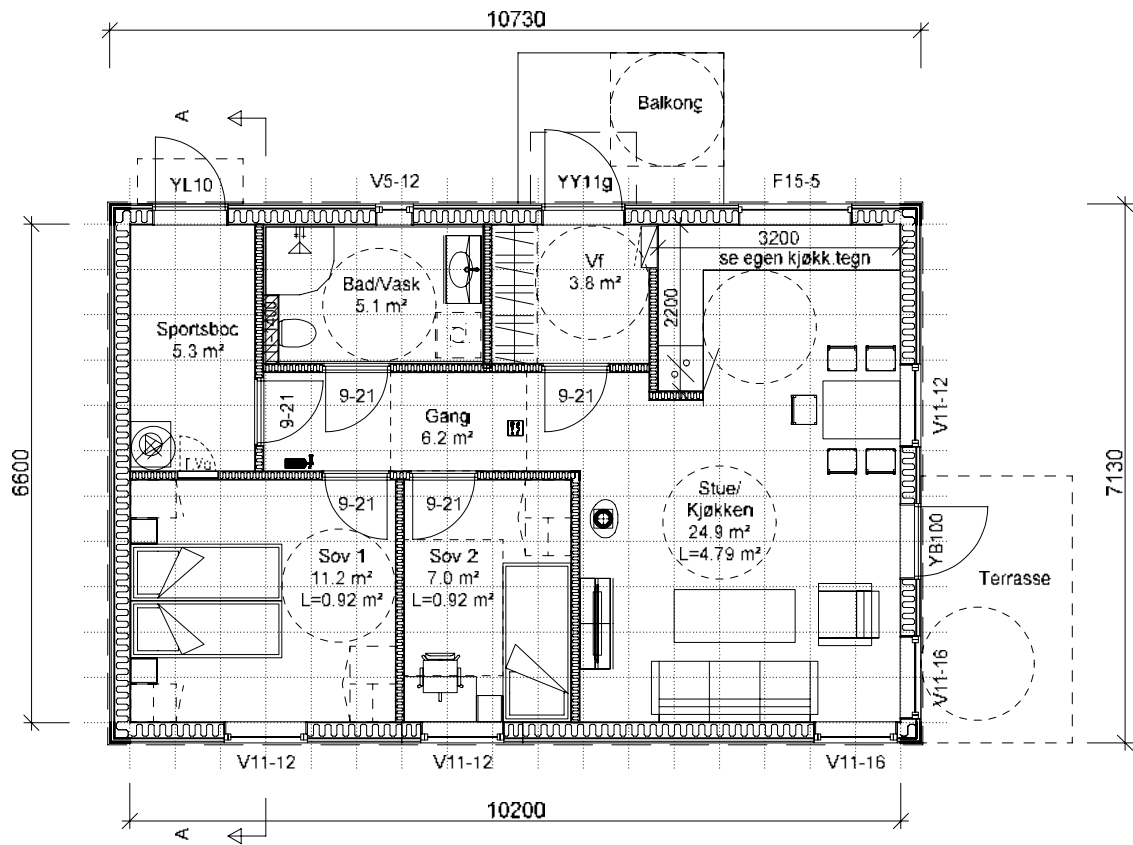 10730
Balkong
A
YL10
V5-12
YY11g
F15-5
3200
se egen kjøkk.tegn
Vf
3.8 m²
Bad/Vask
5.1 m²
2200
400
Sportsboc
5.3 m²
9-21
9-21
9-21
Gang
6.2 m²
V11-12
6600
7130
9-21
9-21
Stue/
Kjøkken
24.9 m²
L=4.79 m²
YB100
Sov 1
11.2 m²
L=0.92 m²
Sov 2
7.0 m²
L=0.92 m²
Terrasse
V11-16
V11-12
V11-12
V11-16
10200
A